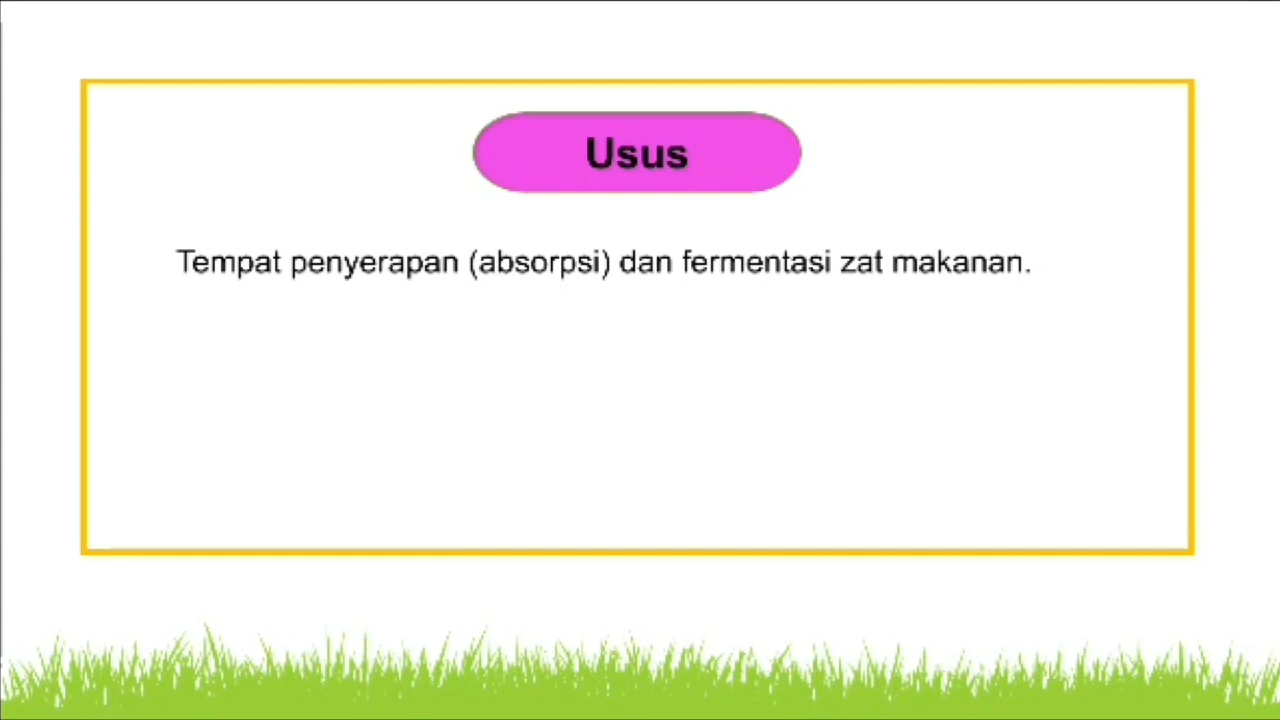 Usus
Tempat penyerapan (absorpsi) dan fermentasi zat makanan.